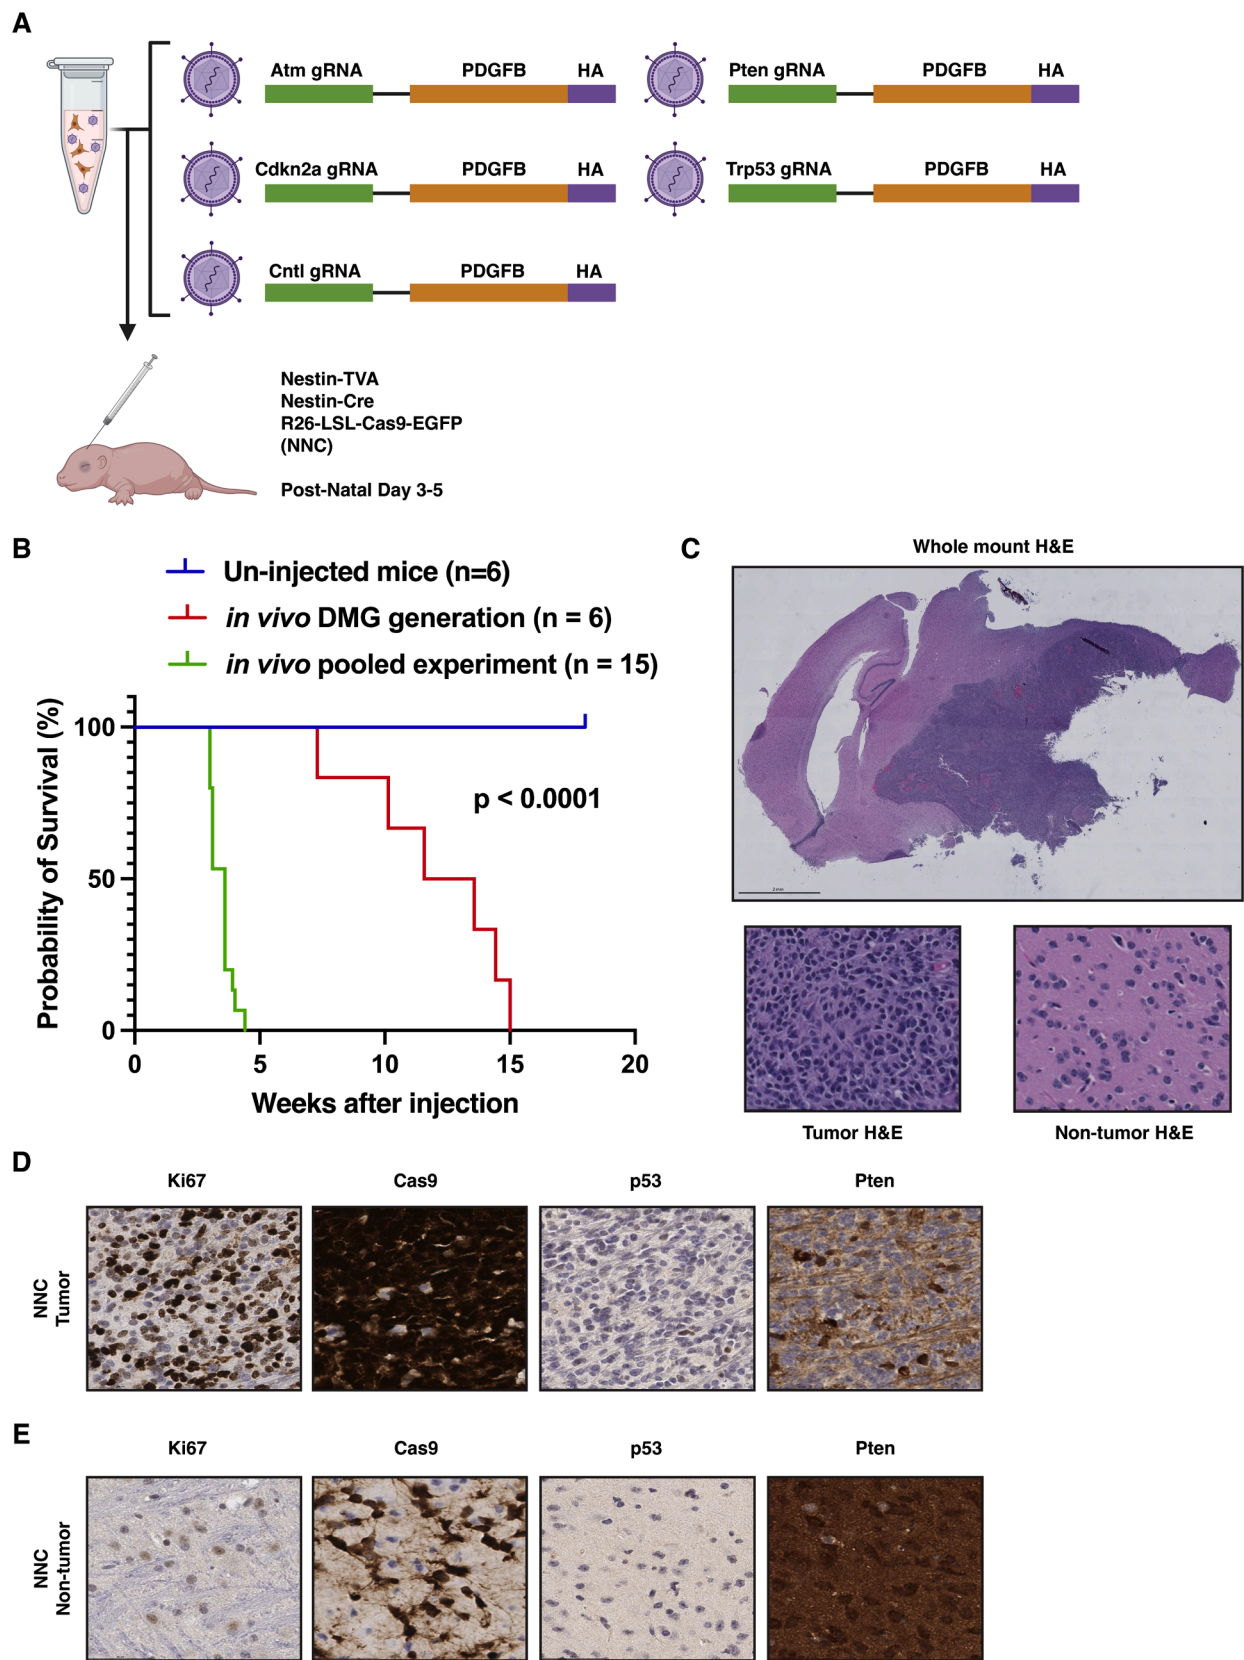 A
Atm gRNA PDGFB HA
Pten gRNA PDGFB HA
Cdkn2a gRNA PDGFB HA
Trp53 gRNA PDGFB HA
Cntl gRNA PDGFB HA
Nestin-TVA
Nestin-Cre
R26-LSL-Cas9-EGFP
(NNC)
Post-Natal Day 3-5
B
Un-injected mice (n=6)
in vivo DMG generation (n = 6)
in vivo pooled experiment (n = 15)
Probability of Survival (%)
100
50
0
p < 0.0001
0 5 10 15 20
Weeks after injection
C
Whole mount H&E
2 mm
Tumor H&E
Non-tumor H&E
D
Ki67 Cas9 p53 Pten
NNC
Tumor
E
Ki67 Cas9 p53 Pten
NNC
Non-tumor